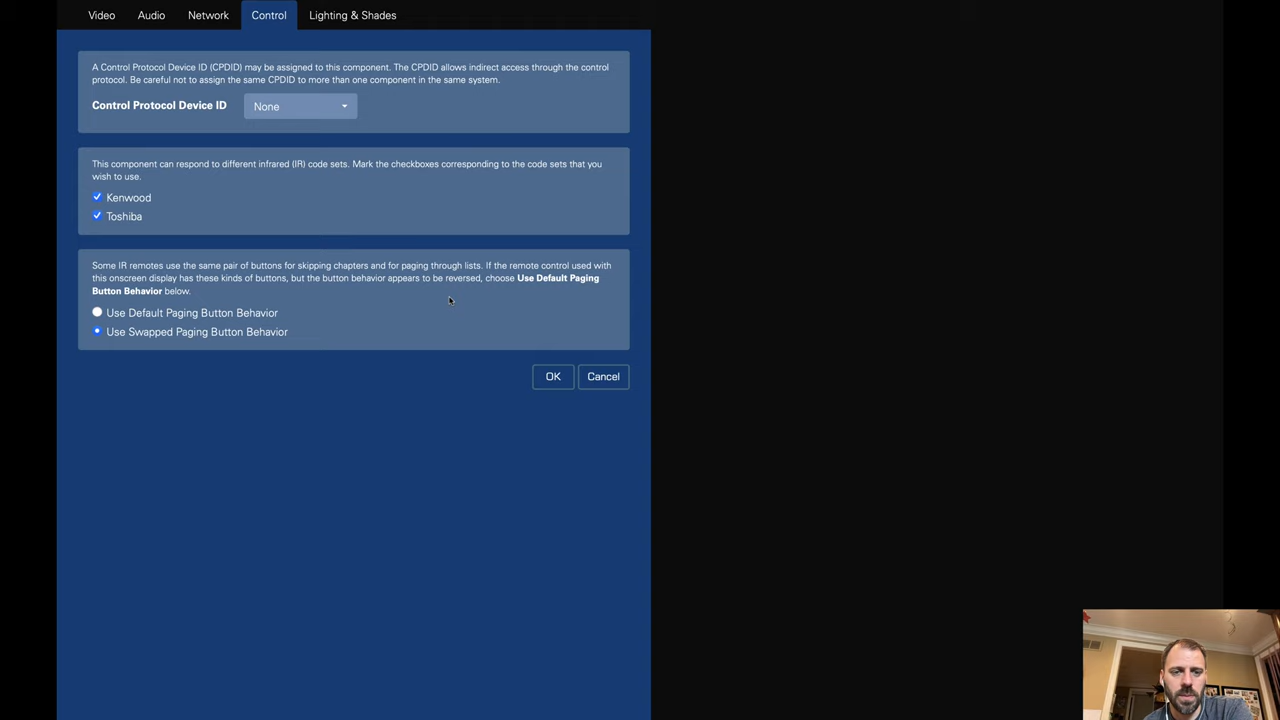 Video Audio Network Control Lighting & Shades
A Control Protocol Device ID (CPDID) may be assigned to this component. The CPDID allows indirect access through the control
protocol. Be careful not to assign the same CPDID to more than one component in the same system.
Control Protocol Device ID None
This component can respond to different infrared (IR) code sets. Mark the checkboxes corresponding to the code sets that you
wish to use.
Kenwood
Toshiba
Some IR remotes use the same pair of buttons for skipping chapters and for paging through lists. If the remote control used with
this onscreen display has these kinds of buttons, but the button behavior appears to be reversed, choose Use Default Paging
Button Behavior below.
Use Default Paging Button Behavior
Use Swapped Paging Button Behavior
OK Cancel